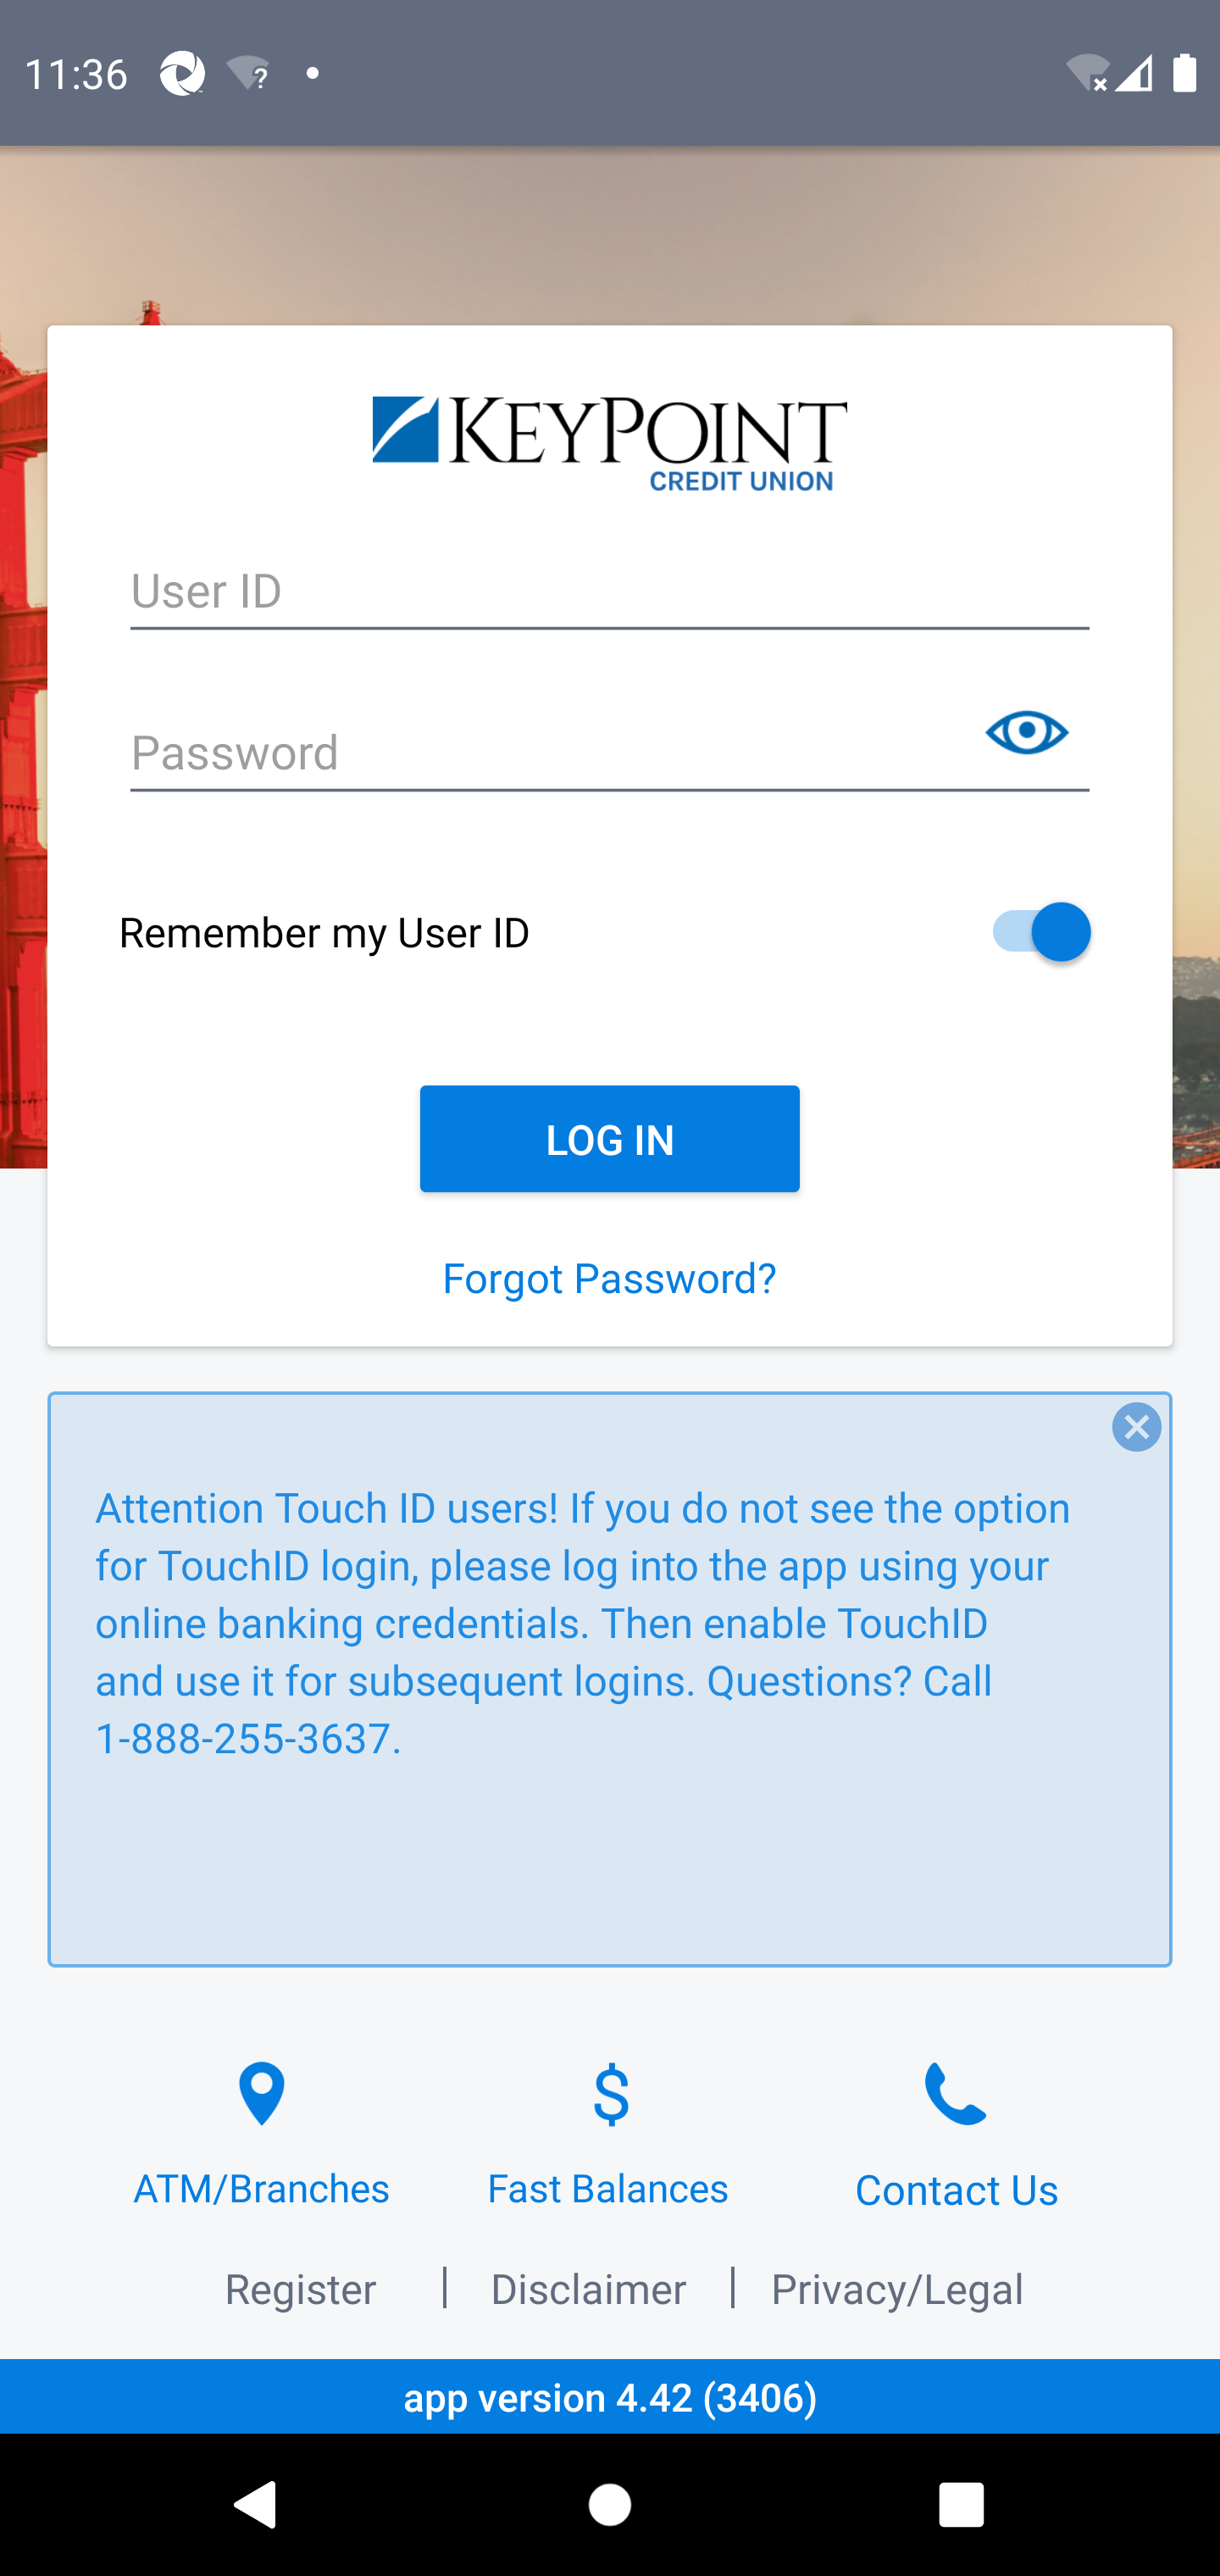 11:36
KEYPOINT
CREDIT UNION
User ID
Password
Remember my User ID
LOG IN
Forgot Password?
Attention Touch ID users! If you do not see the option
for TouchID login, please log into the app using your
online banking credentials. Then enable TouchID
and use it for subsequent logins. Questions? Call
1-888-255-3637.
ATM/Branches
Fast Balances
Contact Us
Register | Disclaimer | Privacy/Legal
app version 4.42 (3406)